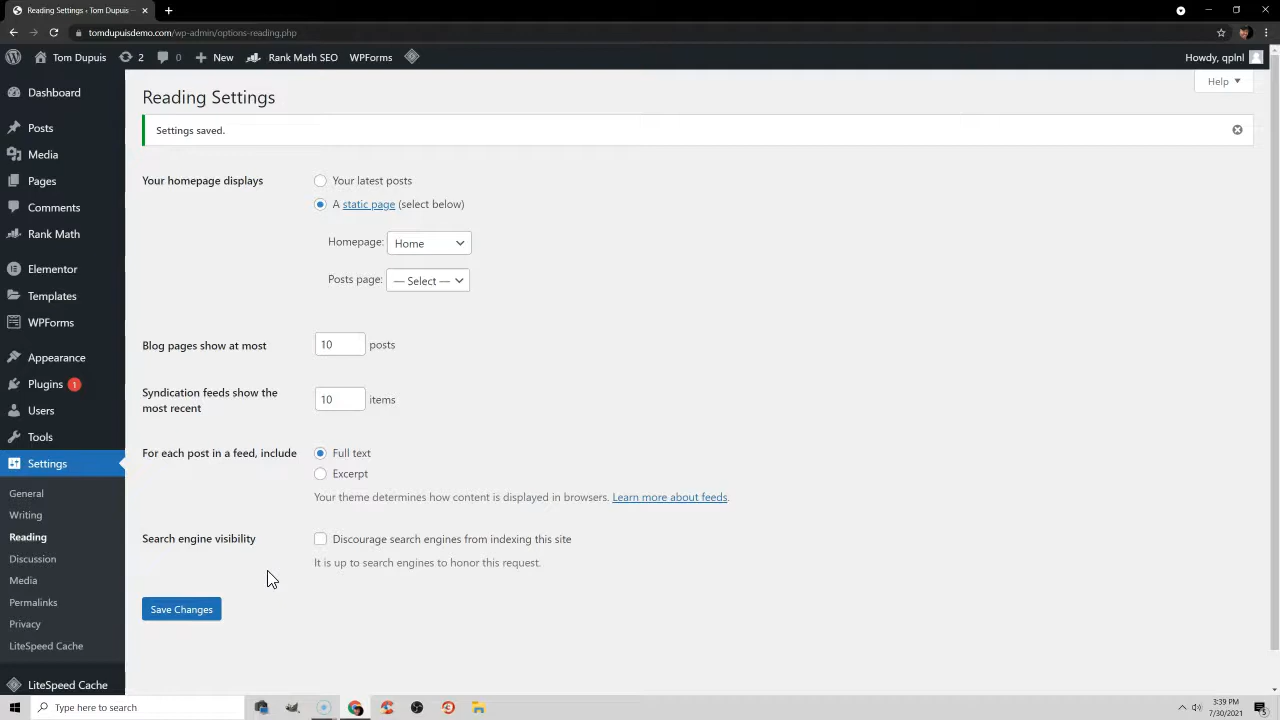 Reading Settings ‹ Tom Dupuis —
tomdupuisdemo.com/wp-admin/options-reading.php
Tom Dupuis 2 0 New Rank Math SEO WPForms Howdy, qplnl
Help
Dashboard
Posts
Media
Pages
Comments
Rank Math
Elementor
Templates
WPForms
Appearance
Plugins 1
Users
Tools
Settings
General
Writing
Reading
Discussion
Media
Permalinks
Privacy
LiteSpeed Cache
LiteSpeed Cache
Reading Settings
Settings saved.
Your homepage displays
Your latest posts
A static page (select below)
Homepage: Home
Posts page: — Select —
Blog pages show at most 10 posts
Syndication feeds show the
most recent
10 items
For each post in a feed, include
Full text
Excerpt
Your theme determines how content is displayed in browsers. Learn more about feeds.
Search engine visibility
Discourage search engines from indexing this site
It is up to search engines to honor this request.
Save Changes
Type here to search
3:39 PM
7/30/2021